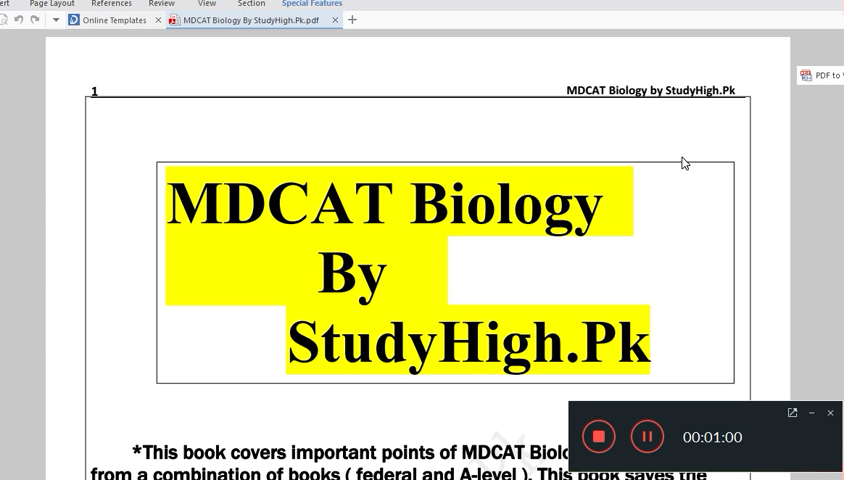 Page Layout References Review View Section Special Features
Online Templates MDCAT Biology By StudyHigh.Pk.pdf
PDF to
1 MDCAT Biology by StudyHigh.Pk
MDCAT Biology
By
StudyHigh.Pk
*This book covers important points of MDCAT
from a combination of books ( federal and A-level ). This book saves the
00:01:00